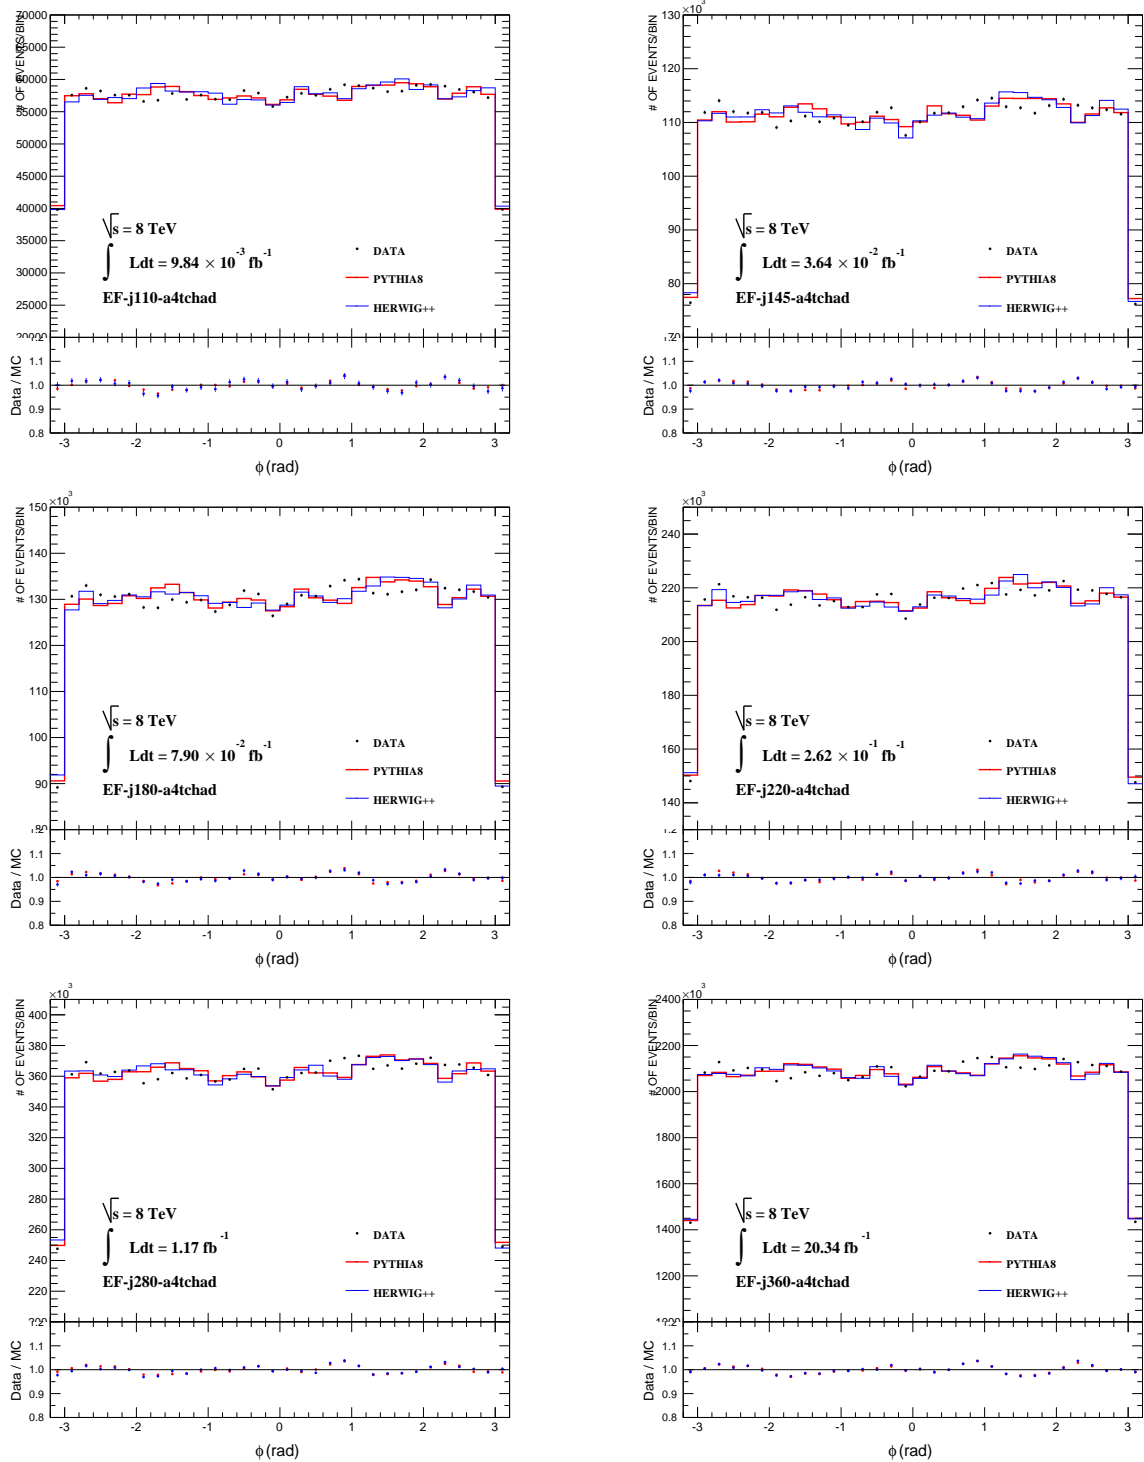 # OF EVENTS/BIN
70000
65000
60000
55000
50000
45000
40000
35000
30000
25000
20000
√s = 8 TeV
∫ Ldt = 9.84 × 10⁻³ fb⁻¹
EF-j110-a4tchad
DATA
PYTHIA8
HERWIG++
Data / MC
1.1
1.0
0.9
0.8
-3 -2 -1 0 1 2 3
ϕ (rad)
×10³
# OF EVENTS/BIN
130
120
110
100
90
80
70
√s = 8 TeV
∫ Ldt = 3.64 × 10⁻² fb⁻¹
EF-j145-a4tchad
DATA
PYTHIA8
HERWIG++
Data / MC
1.2
1.1
1.0
0.9
0.8
-3 -2 -1 0 1 2 3
ϕ (rad)
×10³
# OF EVENTS/BIN
150
140
130
120
110
100
90
80
√s = 8 TeV
∫ Ldt = 7.90 × 10⁻² fb⁻¹
EF-j180-a4tchad
DATA
PYTHIA8
HERWIG++
Data / MC
1.2
1.1
1.0
0.9
0.8
-3 -2 -1 0 1 2 3
ϕ (rad)
×10³
# OF EVENTS/BIN
240
220
200
180
160
140
√s = 8 TeV
∫ Ldt = 2.62 × 10⁻¹ fb⁻¹
EF-j220-a4tchad
DATA
PYTHIA8
HERWIG++
Data / MC
1.2
1.1
1.0
0.9
0.8
-3 -2 -1 0 1 2 3
ϕ (rad)
×10³
# OF EVENTS/BIN
400
380
360
340
320
300
280
260
240
220
√s = 8 TeV
∫ Ldt = 1.17 fb⁻¹
EF-j280-a4tchad
DATA
PYTHIA8
HERWIG++
Data / MC
1.1
1.0
0.9
0.8
-3 -2 -1 0 1 2 3
ϕ (rad)
×10³
# OF EVENTS/BIN
2400
2200
2000
1800
1600
1400
1200
1000
√s = 8 TeV
∫ Ldt = 20.34 fb⁻¹
EF-j360-a4tchad
DATA
PYTHIA8
HERWIG++
Data / MC
1.2
1.1
1.0
0.9
0.8
-3 -2 -1 0 1 2 3
ϕ (rad)